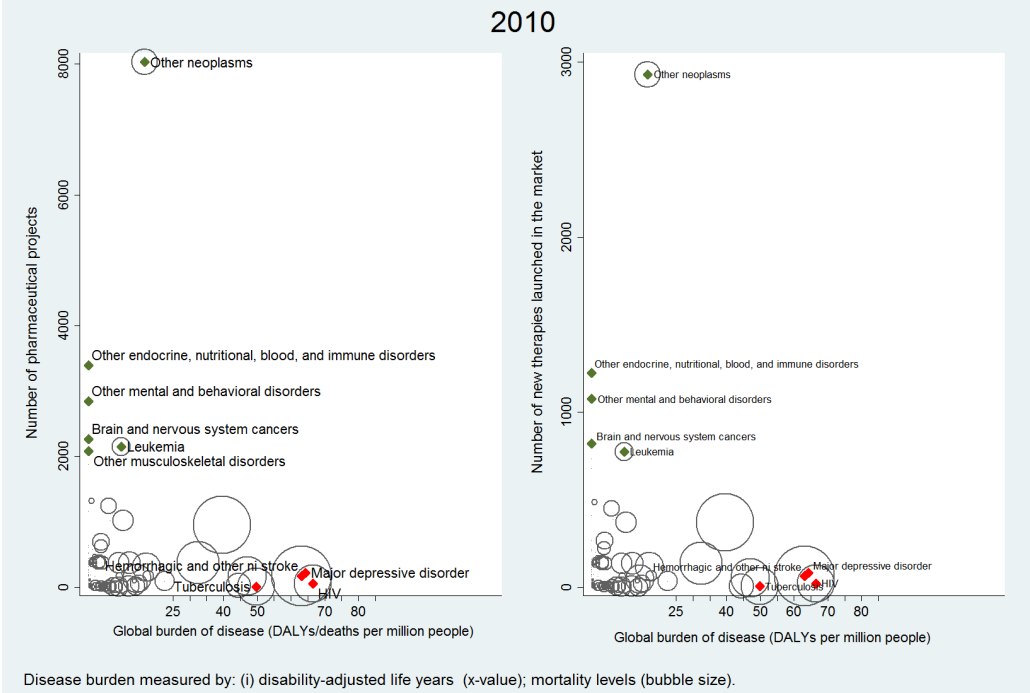 2010
Number of pharmaceutical projects
8000
6000
4000
2000
0
Other neoplasms
Other endocrine, nutritional, blood, and immune disorders
Other mental and behavioral disorders
Brain and nervous system cancers
Leukemia
Other musculoskeletal disorders
Hemorrhagic and other ni stroke
Major depressive disorder
Tuberculosis
HIV
25 40 50 70 80
Global burden of disease (DALYs/deaths per million people)
Number of new therapies launched in the market
3000
2000
1000
0
Other neoplasms
Other endocrine, nutritional, blood, and immune disorders
Other mental and behavioral disorders
Brain and nervous system cancers
Leukemia
Hemorrhagic and other ni stroke
Major depressive disorder
Tuberculosis
HIV
25 40 50 60 70 80
Global burden of disease (DALYs per million people)
Disease burden measured by: (i) disability-adjusted life years (x-value); mortality levels (bubble size).